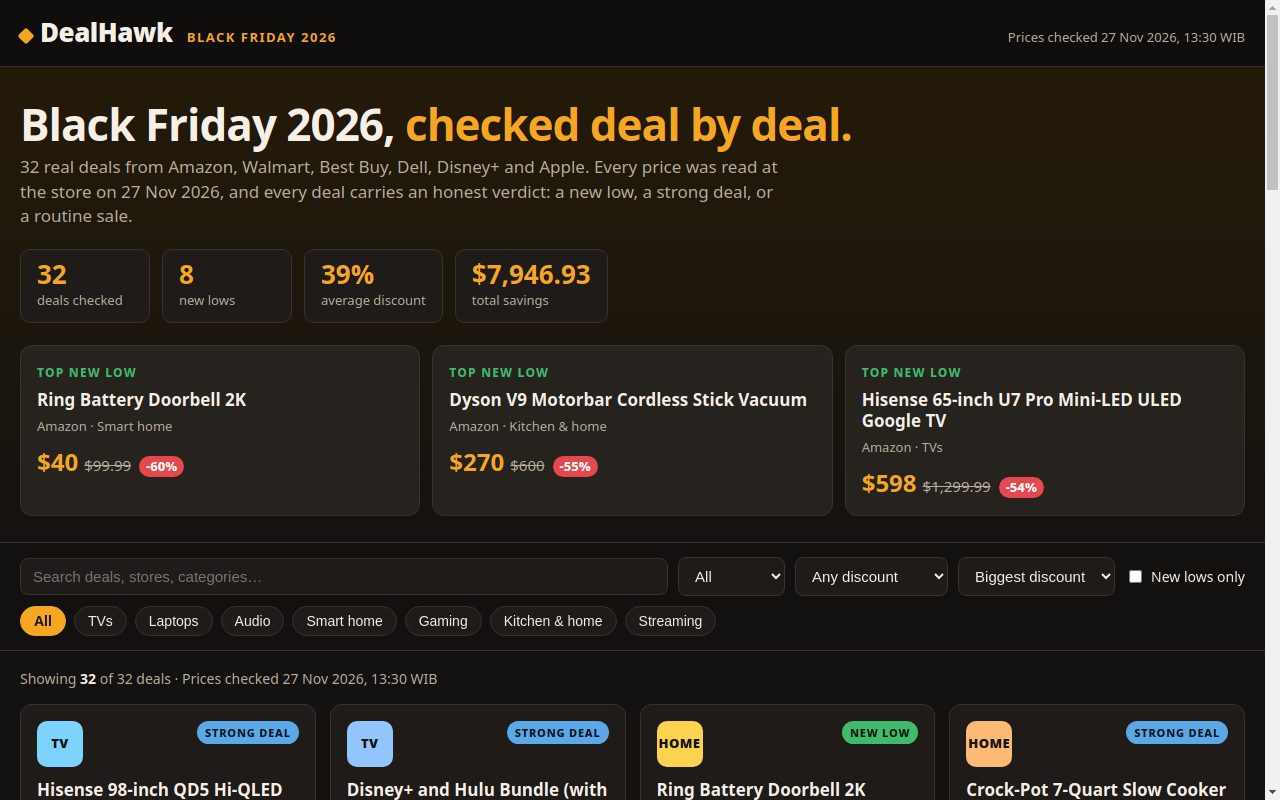 DealHawk BLACK FRIDAY 2026
Prices checked 27 Nov 2026, 13:30 WIB
Black Friday 2026, checked deal by deal.
32 real deals from Amazon, Walmart, Best Buy, Dell, Disney+ and Apple. Every price was read at
the store on 27 Nov 2026, and every deal carries an honest verdict: a new low, a strong deal, or
a routine sale.
32
deals checked
8
new lows
39%
average discount
$7,946.93
total savings
TOP NEW LOW
Ring Battery Doorbell 2K
Amazon · Smart home
$40 $99.99 -60%
TOP NEW LOW
Dyson V9 Motorbar Cordless Stick Vacuum
Amazon · Kitchen & home
$270 $600 -55%
TOP NEW LOW
Hisense 65-inch U7 Pro Mini-LED ULED
Google TV
Amazon · TVs
$598 $1,299.99 -54%
Search deals, stores, categories…
All
Any discount
Biggest discount
New lows only
All TVs Laptops Audio Smart home Gaming Kitchen & home Streaming
Showing 32 of 32 deals · Prices checked 27 Nov 2026, 13:30 WIB
TV STRONG DEAL
Hisense 98-inch QD5 Hi-QLED
TV STRONG DEAL
Disney+ and Hulu Bundle (with
HOME NEW LOW
Ring Battery Doorbell 2K
HOME STRONG DEAL
Crock-Pot 7-Quart Slow Cooker